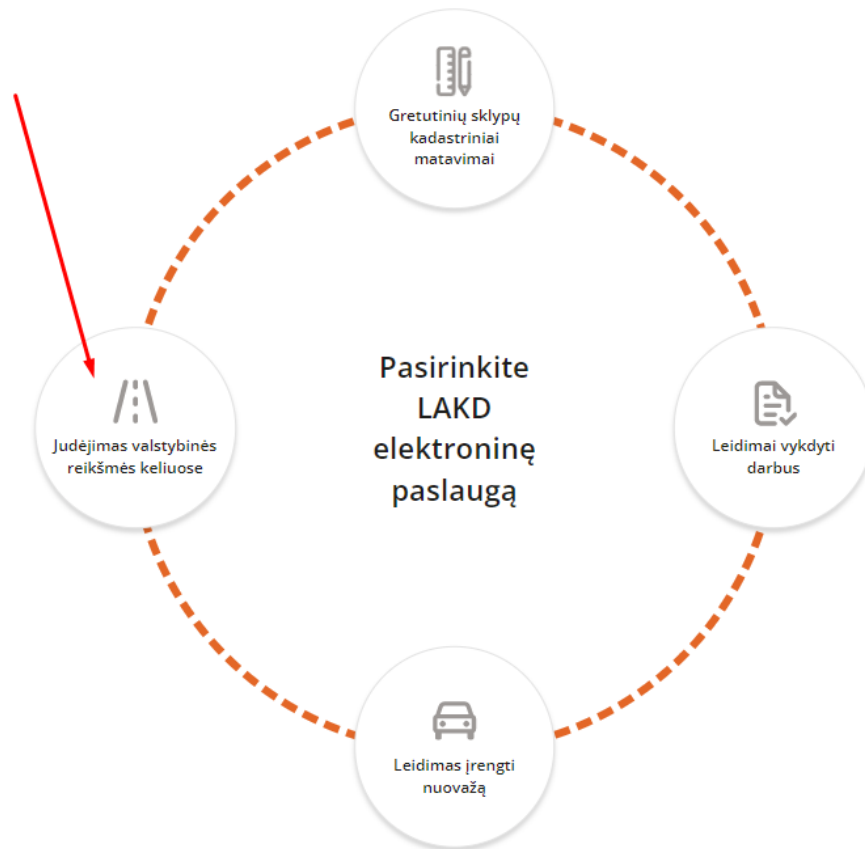 Gretutinių sklypų
kadastriniai
matavimai
Judėjimas valstybinės
reikšmės keliuose
Pasirinkite
LAKD
elektroninę
paslaugą
Leidimai vykdyti
darbus
Leidimas įrengti
nuovažą